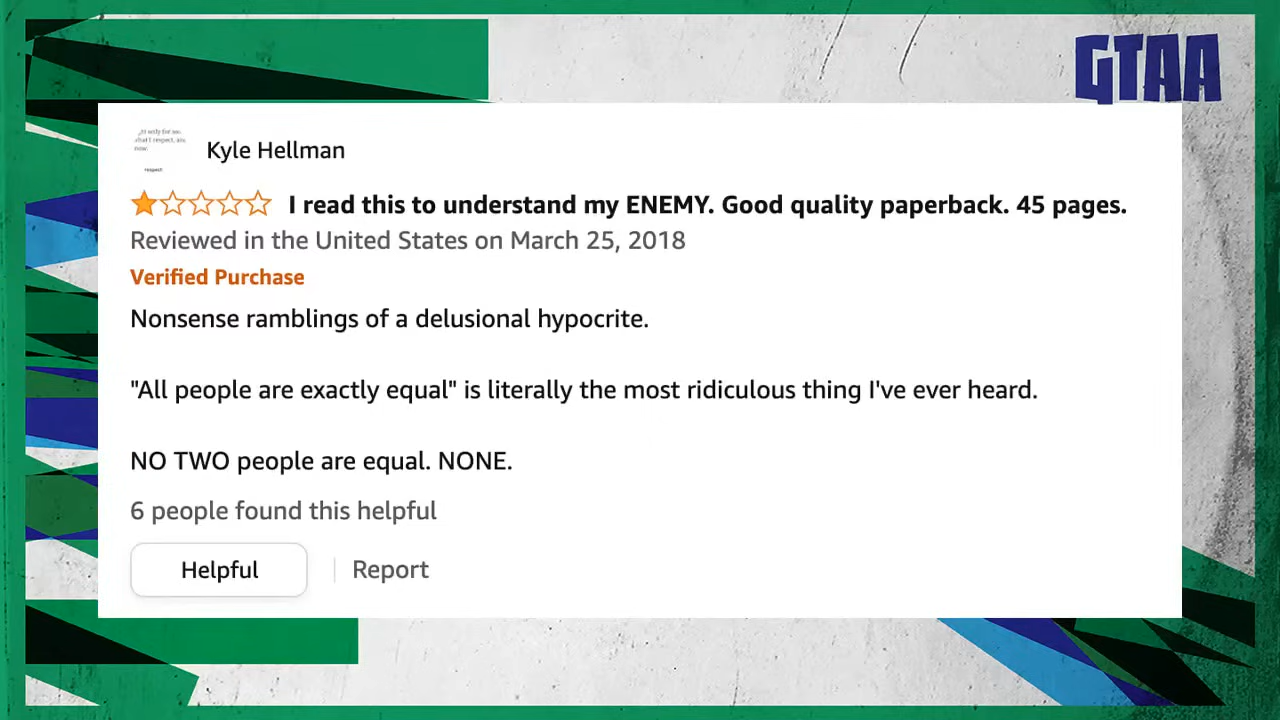 GTAA
Kyle Hellman
I read this to understand my ENEMY. Good quality paperback. 45 pages.
Reviewed in the United States on March 25, 2018
Verified Purchase
Nonsense ramblings of a delusional hypocrite.
"All people are exactly equal" is literally the most ridiculous thing I've ever heard.
NO TWO people are equal. NONE.
6 people found this helpful
Helpful
Report